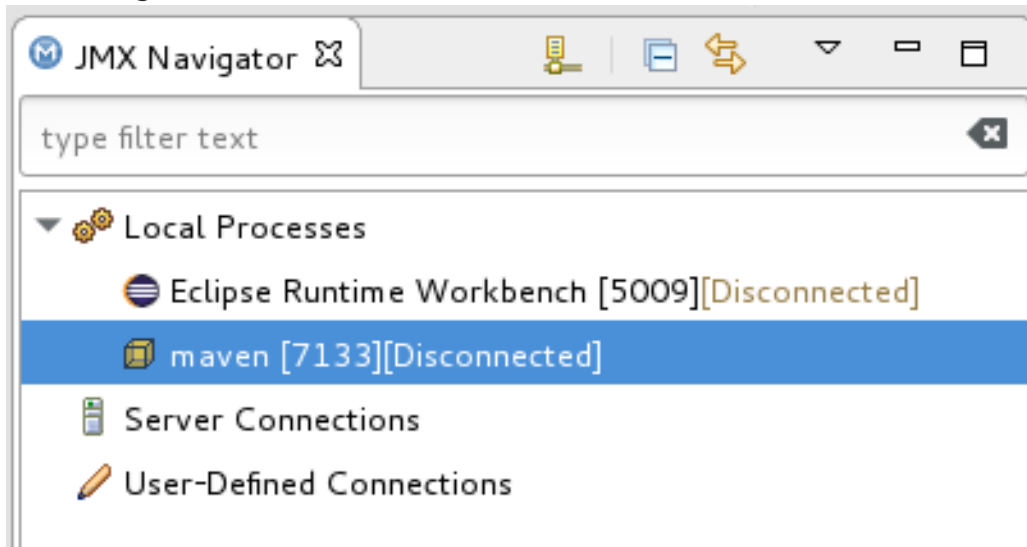 JMX Navigator
type filter text
Local Processes
Eclipse Runtime Workbench [5009][Disconnected]
maven [7133][Disconnected]
Server Connections
User-Defined Connections